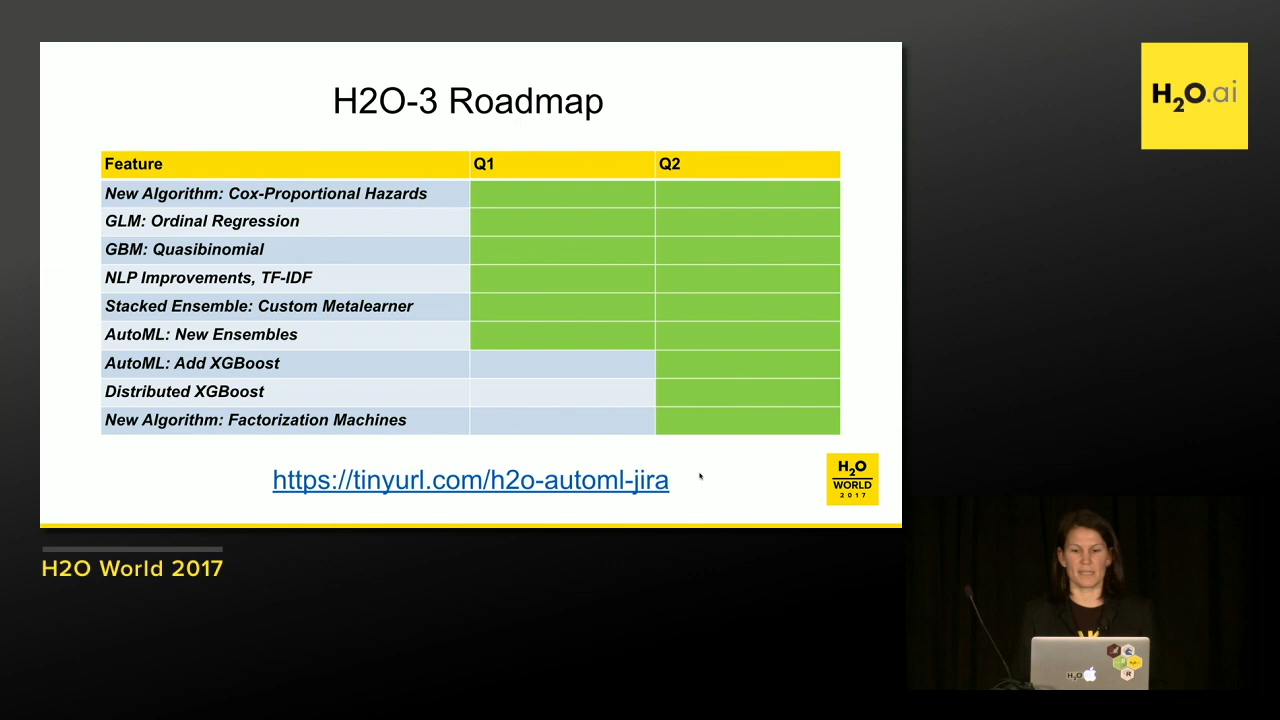 H2O-3 Roadmap
Feature Q1 Q2
New Algorithm: Cox-Proportional Hazards
GLM: Ordinal Regression
GBM: Quasibinomial
NLP Improvements, TF-IDF
Stacked Ensemble: Custom Metalearner
AutoML: New Ensembles
AutoML: Add XGBoost
Distributed XGBoost
New Algorithm: Factorization Machines
https://tinyurl.com/h2o-automl-jira
H2O
WORLD
2017
H2O.ai
H2O World 2017
H2O
R